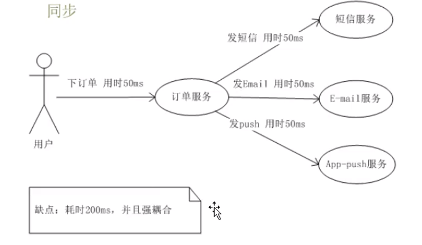 同步
短信服务
发短信 用时50ms
下订单 用时50ms
订单服务
发Email 用时50ms
E-mail服务
发push 用时50ms
用户
App-push服务
缺点：耗时200ms，并且强耦合